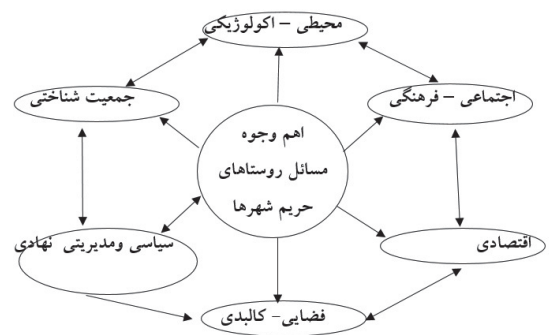 محیطی – اکولوژیکی
اجتماعی – فرهنگی
جمعیت شناختی
اهم وجوه
مسائل روستاهای
حریم شهرها
اقتصادی
سیاسی ومدیریتی نهادی
فضایی- کالبدی